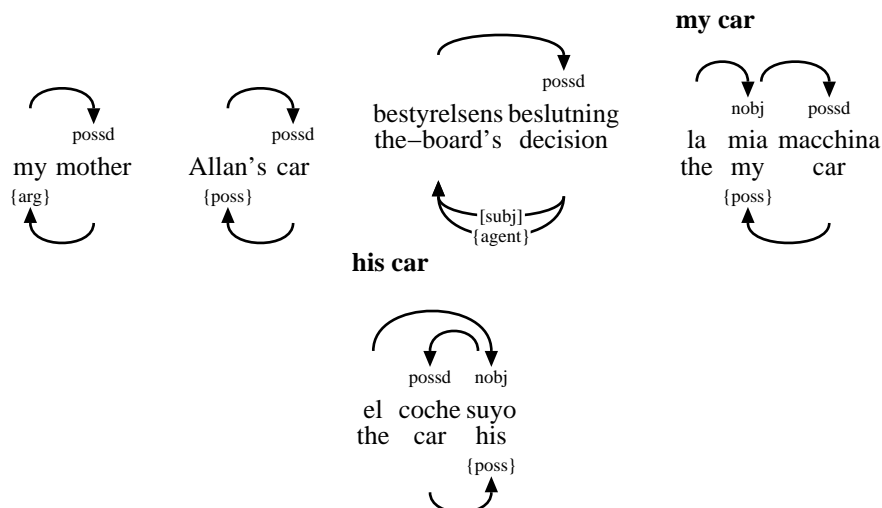 my car
possd
possd
possd
nobj possd
my mother
Allan's car
bestyrelsens beslutning
the−board's decision
la mia macchina
the my car
{arg}
{poss}
[subj]
{agent}
{poss}
his car
possd nobj
el coche suyo
the car his
{poss}